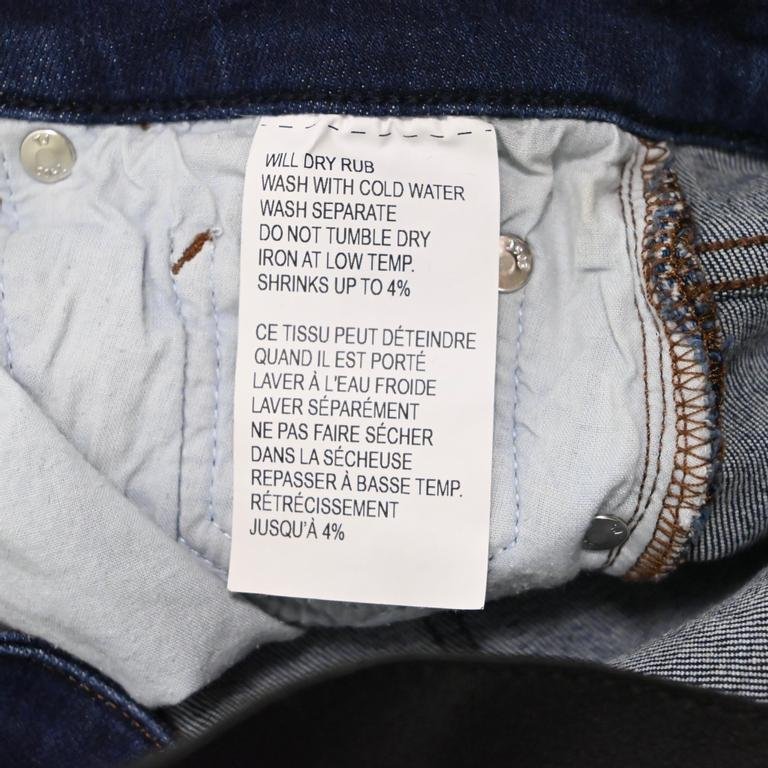 WILL DRY RUB
WASH WITH COLD WATER
WASH SEPARATE
DO NOT TUMBLE DRY
IRON AT LOW TEMP.
SHRINKS UP TO 4%
CE TISSU PEUT DÉTEINDRE
QUAND IL EST PORTÉ
LAVER À L'EAU FROIDE
LAVER SÉPARÉMENT
NE PAS FAIRE SÉCHER
DANS LA SÉCHEUSE
REPASSER À BASSE TEMP.
RÉTRÉCISSEMENT
JUSQU'À 4%